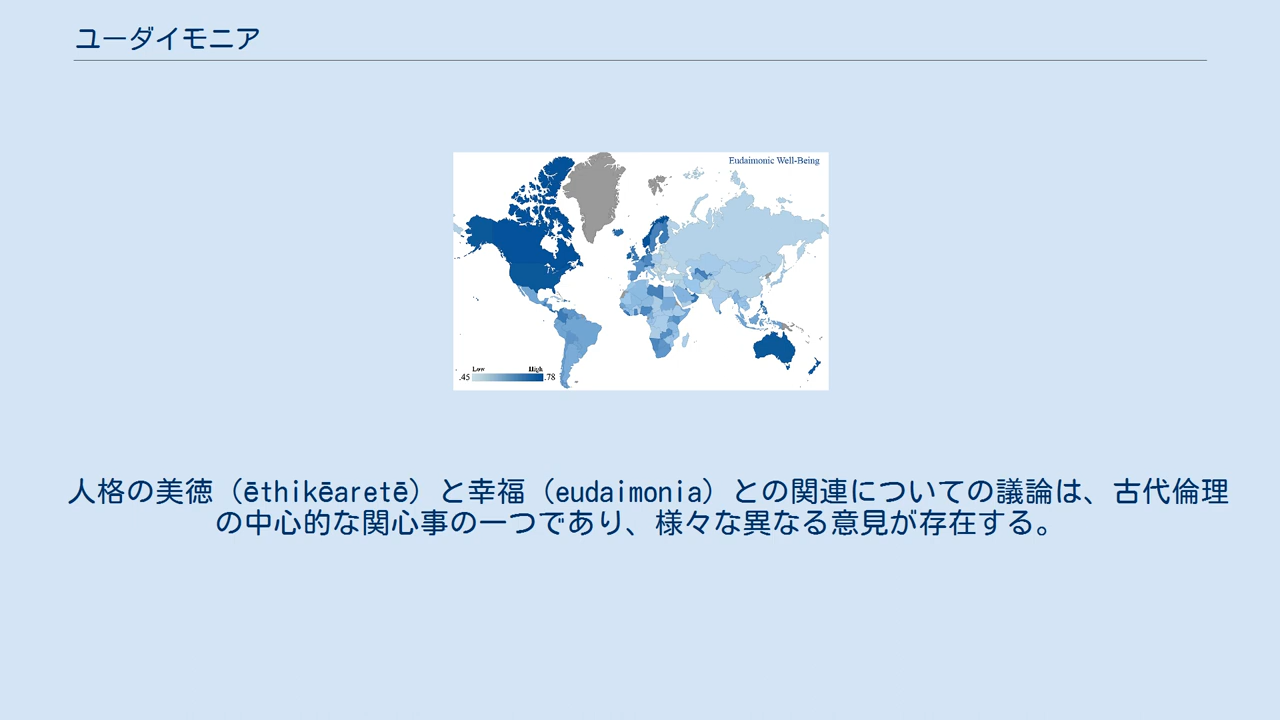 ユーダイモニア
Eudaimonic Well-Being
Low High
.45 .78
人格の美徳（ēthikēaretē）と幸福（eudaimonia）との関連についての議論は、古代倫理
の中心的な関心事の一つであり、様々な異なる意見が存在する。